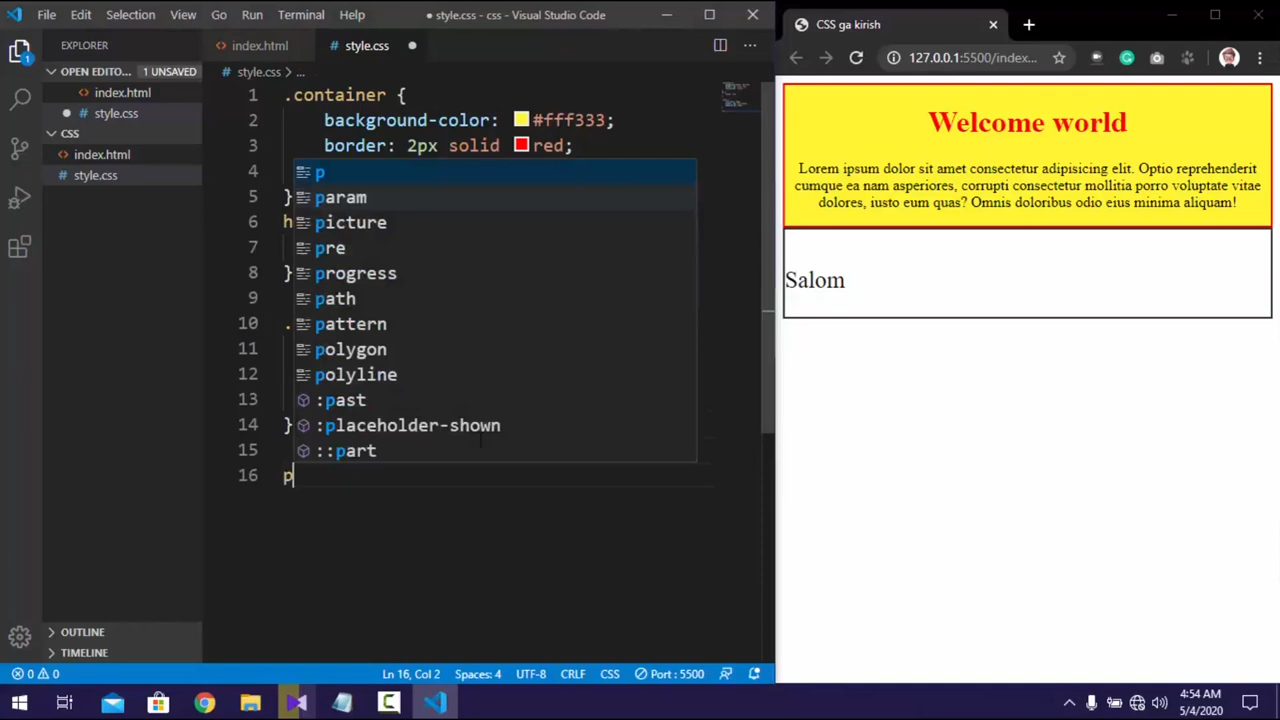 File Edit Selection View Go Run Terminal Help ● style.css - css - Visual Studio Code
EXPLORER
OPEN EDITO... 1 UNSAVED
index.html
style.css
CSS
index.html
style.css
OUTLINE
TIMELINE
index.html style.css
style.css > ...
1 .container {
2 background-color: #fff333;
3 border: 2px solid red;
4
5 }
6 h
7
8 }
9
10 .
11
12
13
14 }
15
16 p
p
param
picture
pre
progress
path
pattern
polygon
polyline
:past
:placeholder-shown
::part
0 0 Ln 16, Col 2 Spaces: 4 UTF-8 CRLF CSS Port : 5500
CSS ga kirish
127.0.0.1:5500/index...
Welcome world
Lorem ipsum dolor sit amet consectetur adipisicing elit. Optio reprehenderit
cumque ea nam asperiores, corrupti consectetur mollitia porro voluptate vitae
dolores, iusto eum quas? Omnis doloribus odio eius minima aliquam!
Salom
4:54 AM
5/4/2020